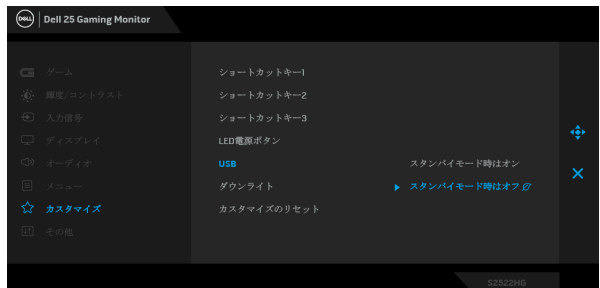 DELL Dell 25 Gaming Monitor
ゲーム
輝度/コントラスト
入力信号
ディスプレイ
オーディオ
メニュー
カスタマイズ
その他
ショートカットキー1
ショートカットキー2
ショートカットキー3
LED電源ボタン
USB
ダウンライト
カスタマイズのリセット
スタンバイモード時はオン
スタンバイモード時はオフ
S2522HG